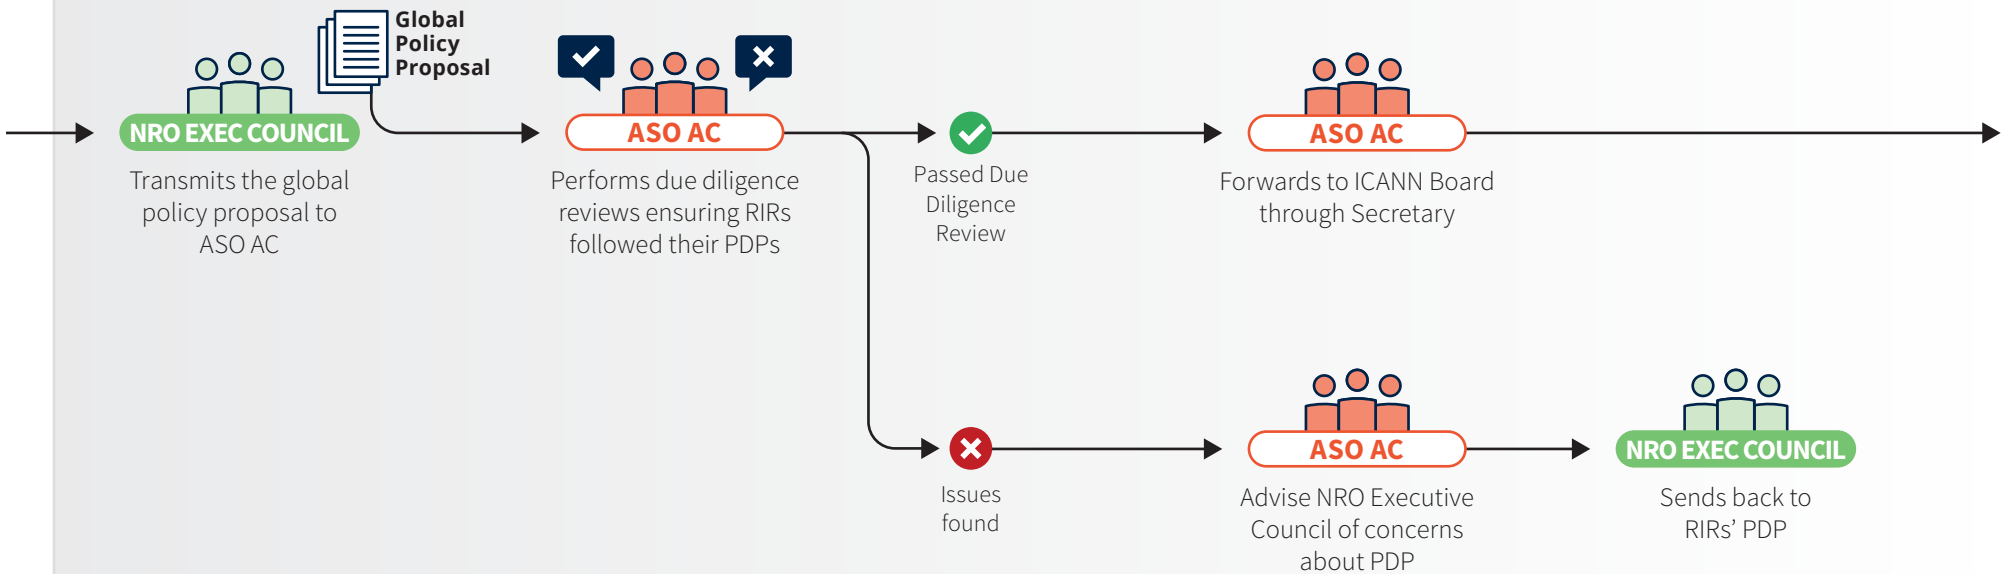 Global
Policy
Proposal
NRO EXEC COUNCIL
Transmits the global
policy proposal to
ASO AC
ASO AC
Performs due diligence
reviews ensuring RIRs
followed their PDPs
Passed Due
Diligence
Review
ASO AC
Forwards to ICANN Board
through Secretary
Issues
found
ASO AC
Advise NRO Executive
Council of concerns
about PDP
NRO EXEC COUNCIL
Sends back to
RIRs’ PDP